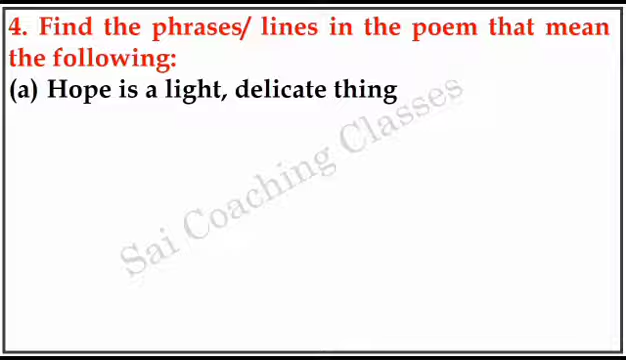 4. Find the phrases/ lines in the poem that mean
the following:
(a) Hope is a light, delicate thing
Sai Coaching Classes